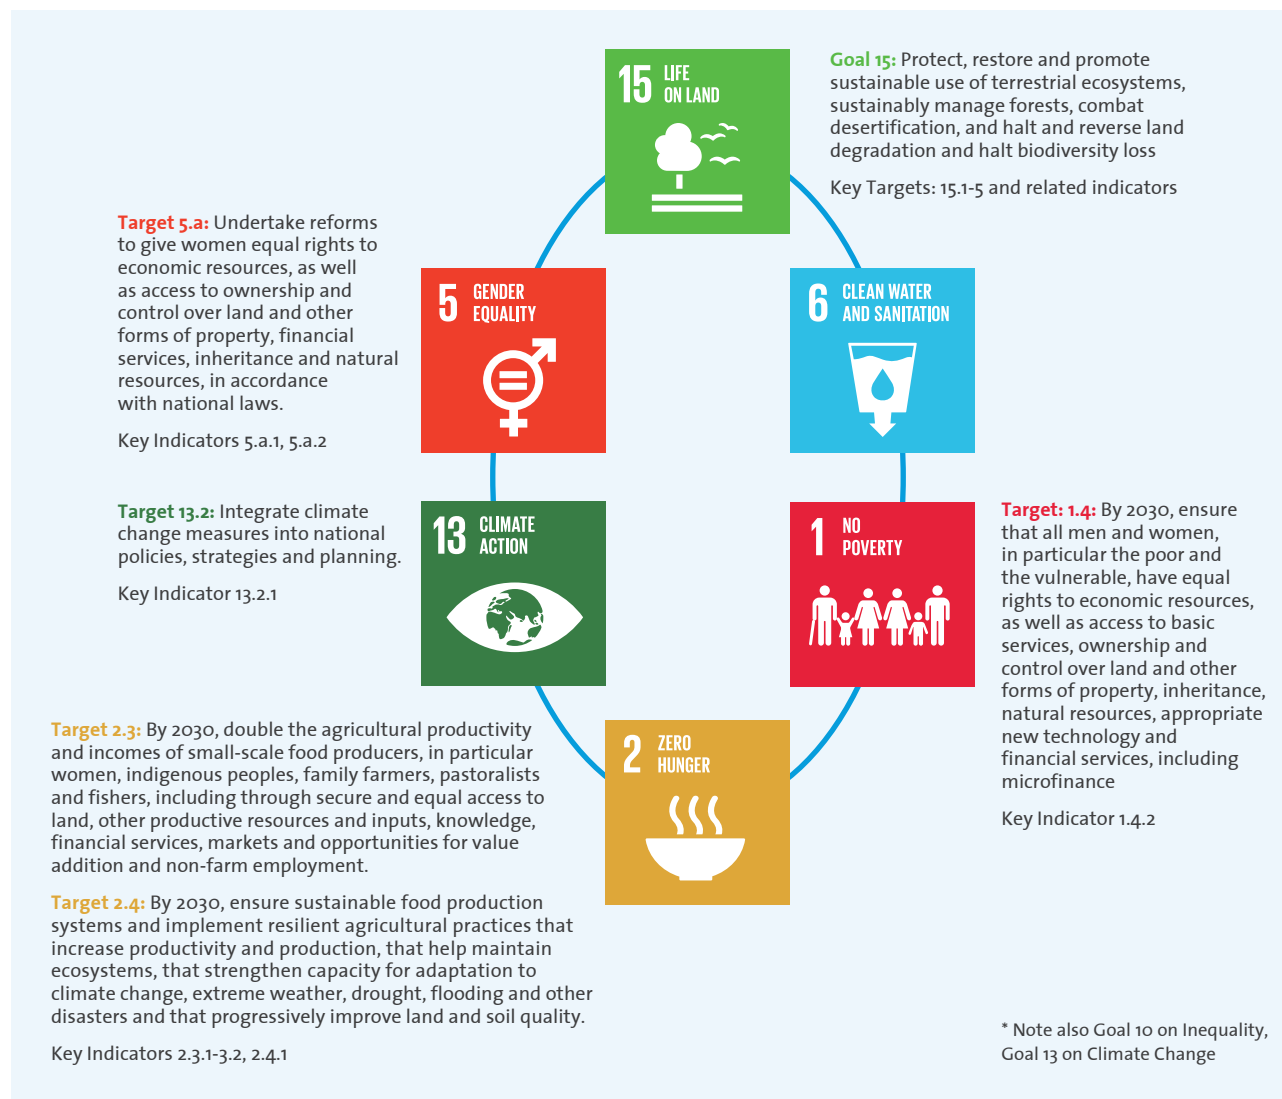 15 LIFE
ON LAND
Goal 15: Protect, restore and promote
sustainable use of terrestrial ecosystems,
sustainably manage forests, combat
desertification, and halt and reverse land
degradation and halt biodiversity loss
Key Targets: 15.1-5 and related indicators
Target 5.a: Undertake reforms
to give women equal rights to
economic resources, as well
as access to ownership and
control over land and other
forms of property, financial
services, inheritance and natural
resources, in accordance
with national laws.
Key Indicators 5.a.1, 5.a.2
5 GENDER
EQUALITY
6 CLEAN WATER
AND SANITATION
Target 13.2: Integrate climate
change measures into national
policies, strategies and planning.
Key Indicator 13.2.1
13 CLIMATE
ACTION
1 NO
POVERTY
Target: 1.4: By 2030, ensure
that all men and women,
in particular the poor and
the vulnerable, have equal
rights to economic resources,
as well as access to basic
services, ownership and
control over land and other
forms of property, inheritance,
natural resources, appropriate
new technology and
financial services, including
microfinance
Key Indicator 1.4.2
Target 2.3: By 2030, double the agricultural productivity
and incomes of small-scale food producers, in particular
women, indigenous peoples, family farmers, pastoralists
and fishers, including through secure and equal access to
land, other productive resources and inputs, knowledge,
financial services, markets and opportunities for value
addition and non-farm employment.
Target 2.4: By 2030, ensure sustainable food production
systems and implement resilient agricultural practices that
increase productivity and production, that help maintain
ecosystems, that strengthen capacity for adaptation to
climate change, extreme weather, drought, flooding and other
disasters and that progressively improve land and soil quality.
Key Indicators 2.3.1-3.2, 2.4.1
2 ZERO
HUNGER
* Note also Goal 10 on Inequality,
Goal 13 on Climate Change